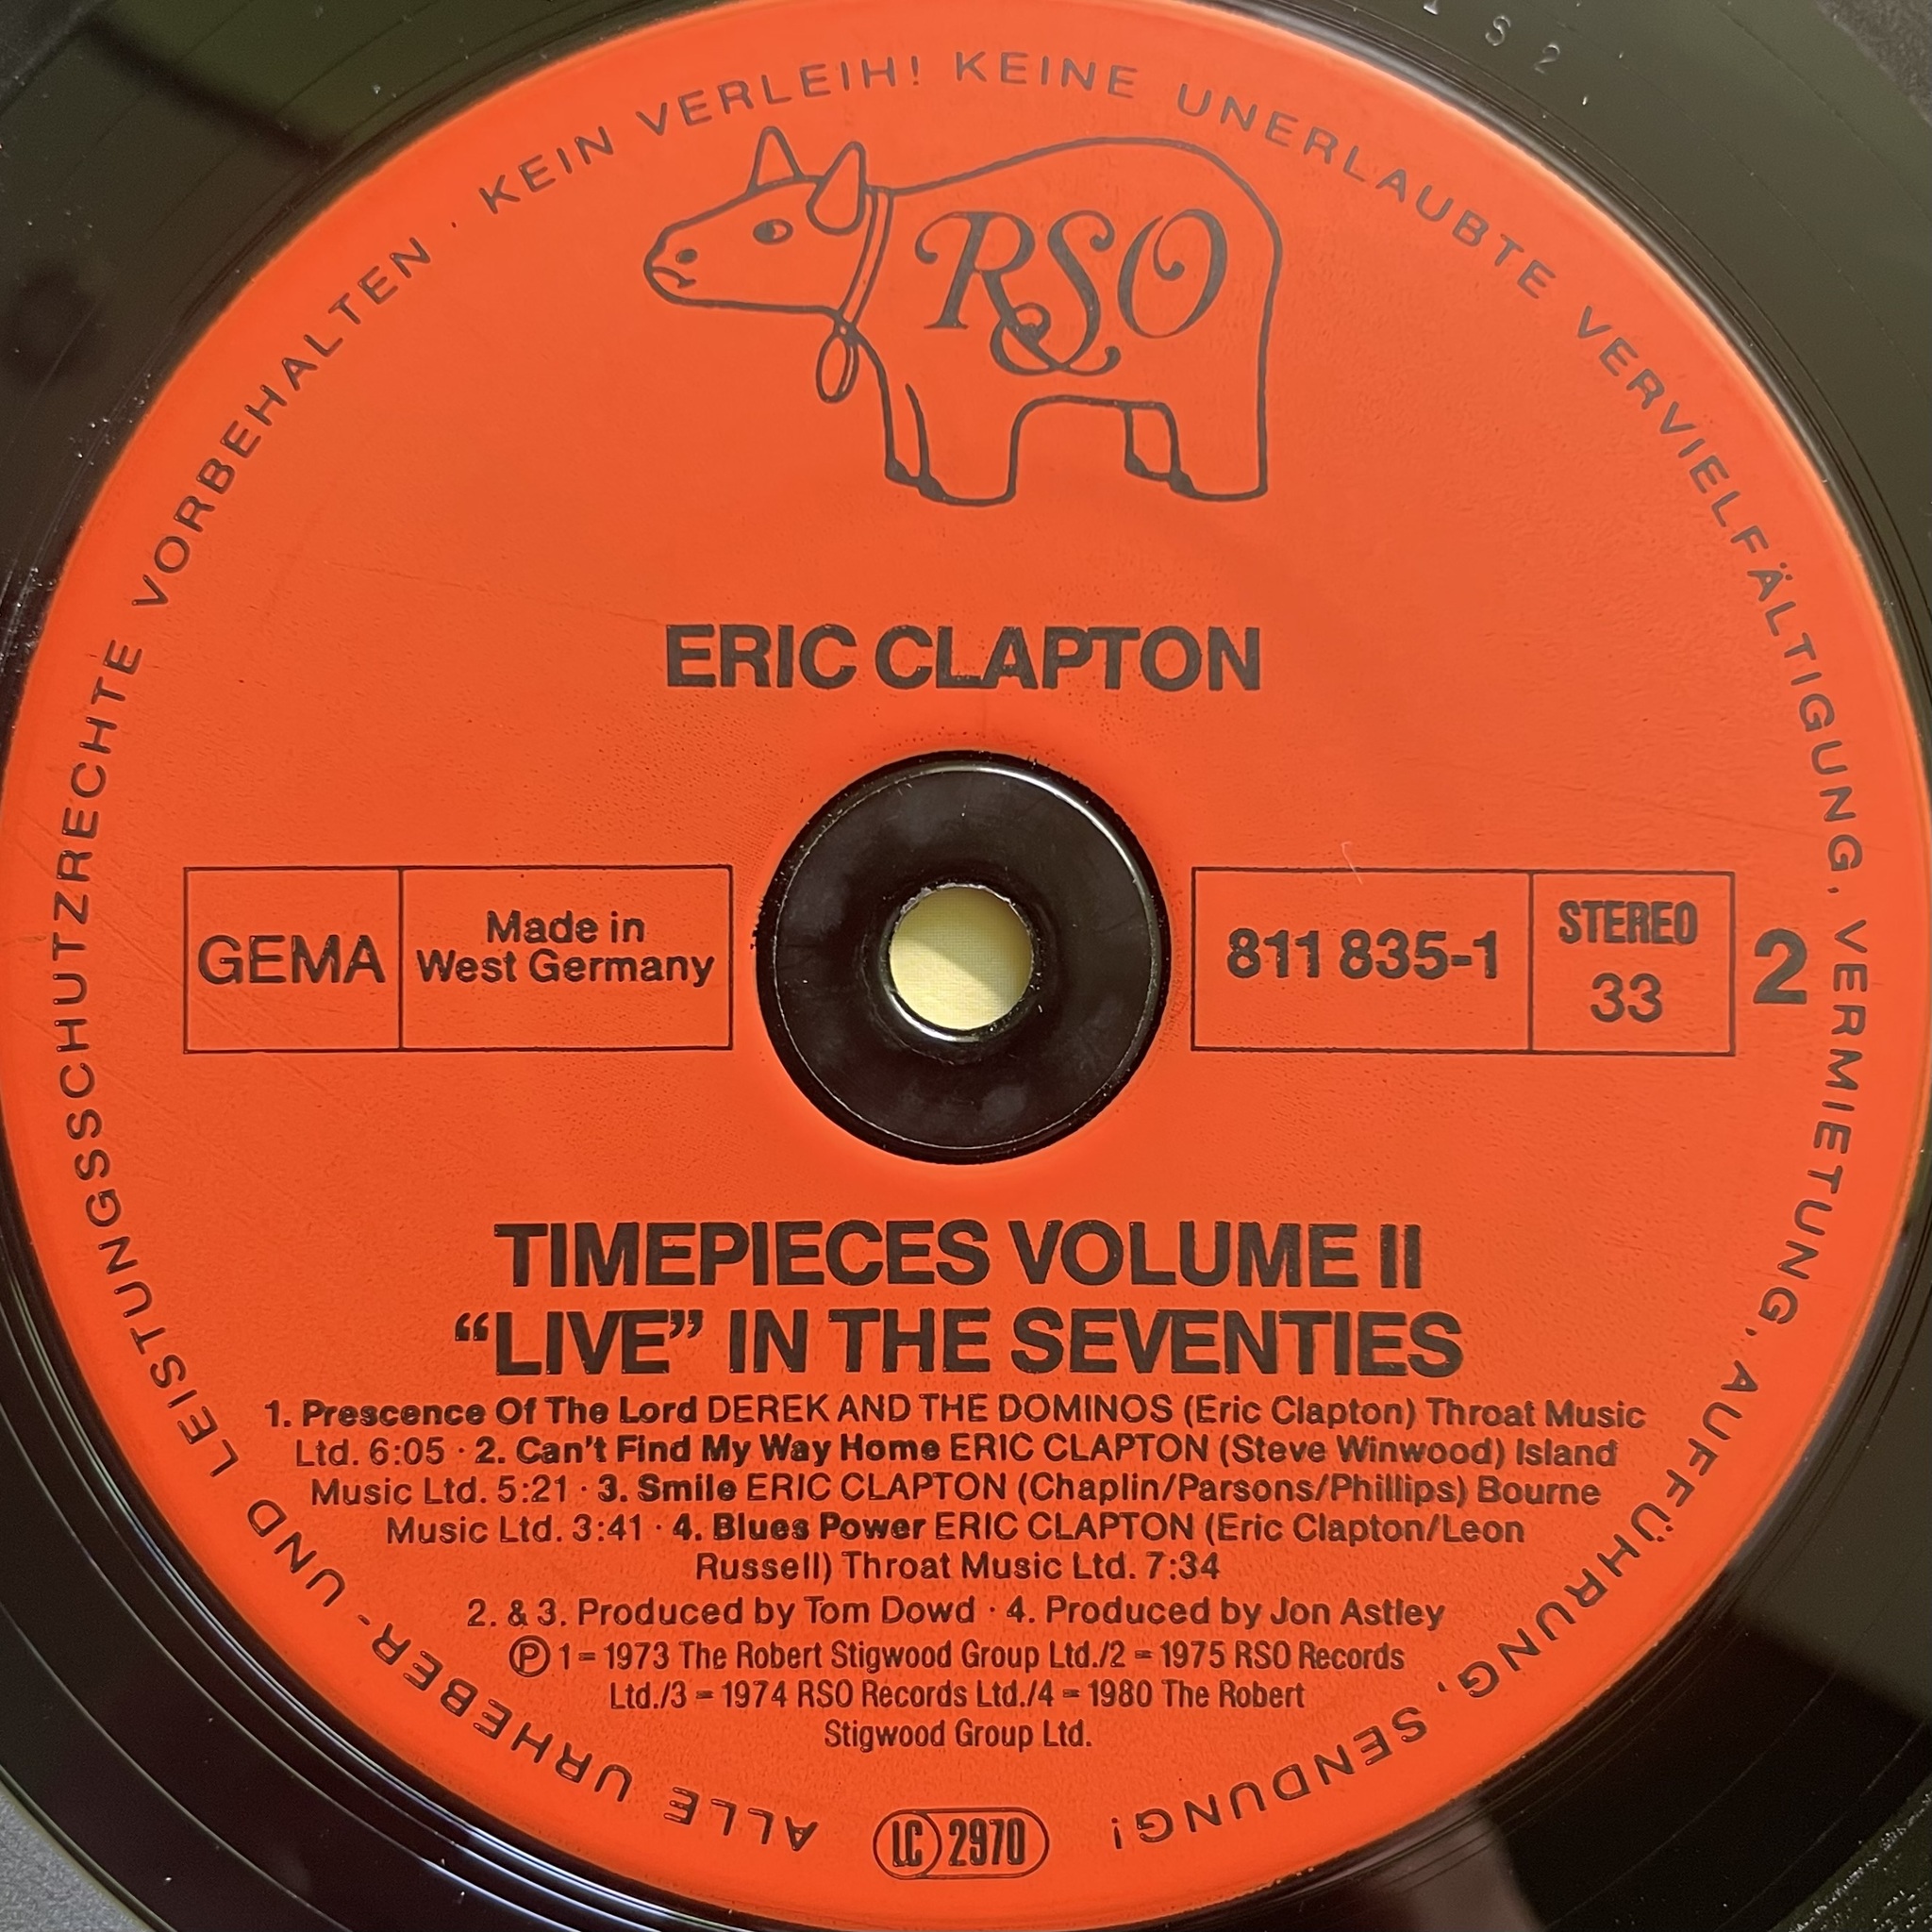 ALLE URHEBER- UND LEISTUNGSSCHUTZRECHTE VORBEHALTEN · KEIN VERLEIH! KEINE UNERLAUBTE VERVIELFÄLTIGUNG, VERMIETUNG, AUFFÜHRUNG, SENDUNG!
RSO
ERIC CLAPTON
GEMA
Made in
West Germany
811 835-1
STEREO
33
2
TIMEPIECES VOLUME II
“LIVE” IN THE SEVENTIES
1. Prescence Of The Lord DEREK AND THE DOMINOS (Eric Clapton) Throat Music
Ltd. 6:05 · 2. Can't Find My Way Home ERIC CLAPTON (Steve Winwood) Island
Music Ltd. 5:21 · 3. Smile ERIC CLAPTON (Chaplin/Parsons/Phillips) Bourne
Music Ltd. 3:41 · 4. Blues Power ERIC CLAPTON (Eric Clapton/Leon
Russell) Throat Music Ltd. 7:34
2. & 3. Produced by Tom Dowd · 4. Produced by Jon Astley
Ⓟ 1 = 1973 The Robert Stigwood Group Ltd./2 = 1975 RSO Records
Ltd./3 = 1974 RSO Records Ltd./4 = 1980 The Robert
Stigwood Group Ltd.
LC 2970